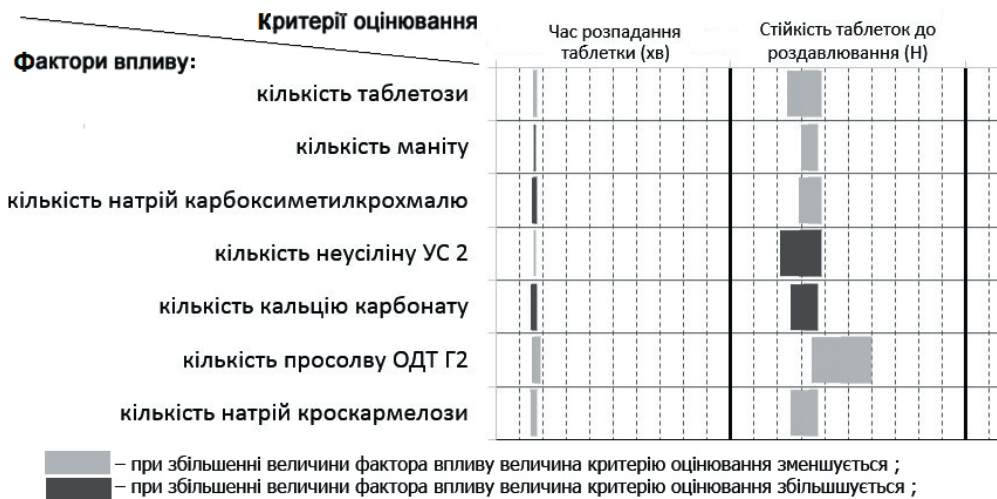 Критерії оцінювання
Фактори впливу:
Час розпадання
таблетки (хв)
Стійкість таблеток до
роздавлювання (Н)
кількість таблетози
кількість маніту
кількість натрій карбоксиметилкрохмалю
кількість неусіліну УС 2
кількість кальцію карбонату
кількість просолву ОДТ Г2
кількість натрій кроскармелози
– при збільшенні величини фактора впливу величина критерію оцінювання зменшується ;
– при збільшенні величини фактора впливу величина критерію оцінювання збільшшується ;